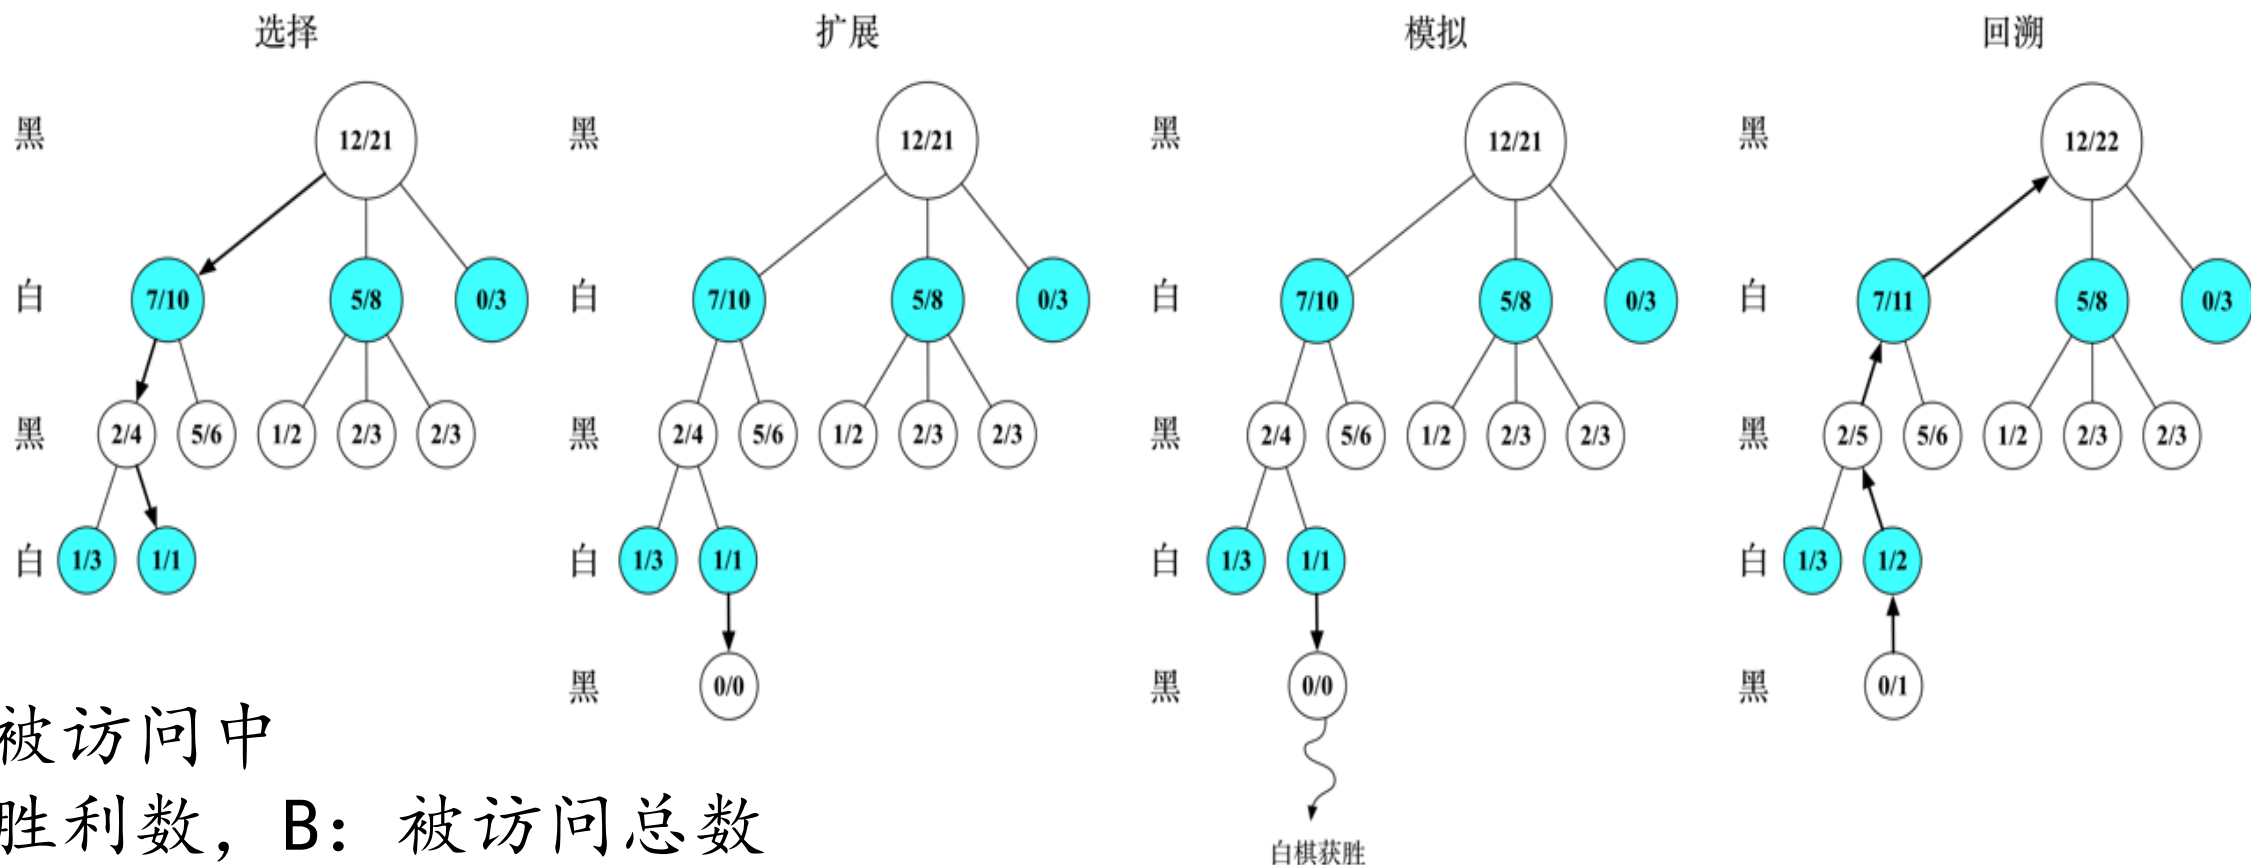 选择 扩展 模拟 回溯
黑 12/21 黑 12/21 黑 12/21 黑 12/22
白 7/10 5/8 0/3 白 7/10 5/8 0/3 白 7/10 5/8 0/3 白 7/11 5/8 0/3
黑 2/4 5/6 1/2 2/3 2/3 黑 2/4 5/6 1/2 2/3 2/3 黑 2/4 5/6 1/2 2/3 2/3 黑 2/5 5/6 1/2 2/3 2/3
白 1/3 1/1 白 1/3 1/1 白 1/3 1/1 白 1/3 1/2
黑 0/0 黑 0/0 黑 0/1
被访问中
胜利数，B：被访问总数
白棋获胜